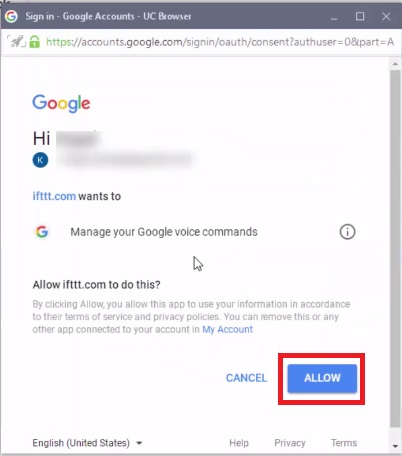 Sign in - Google Accounts - UC Browser
https://accounts.google.com/signin/oauth/consent?authuser=0&part=A
Google
Hi
K
ifttt.com wants to
G Manage your Google voice commands
Allow ifttt.com to do this?
By clicking Allow, you allow this app to use your information in accordance
to their terms of service and privacy policies. You can remove this or any
other app connected to your account in My Account
CANCEL ALLOW
English (United States) Help Privacy Terms